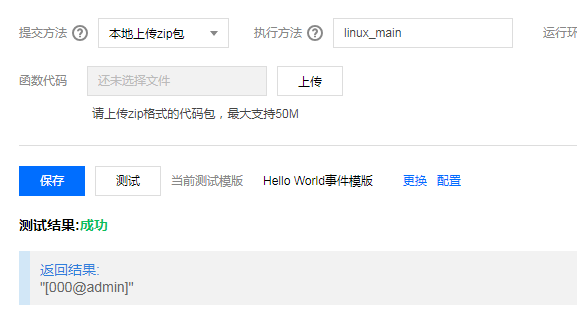 提交方法 ? 本地上传zip包 执行方法 ? linux_main 运行环
函数代码 还未选择文件 上传
请上传zip格式的代码包，最大支持50M
保存 测试 当前测试模版 Hello World事件模版 更换 配置
测试结果:成功
返回结果:
"[000@admin]"